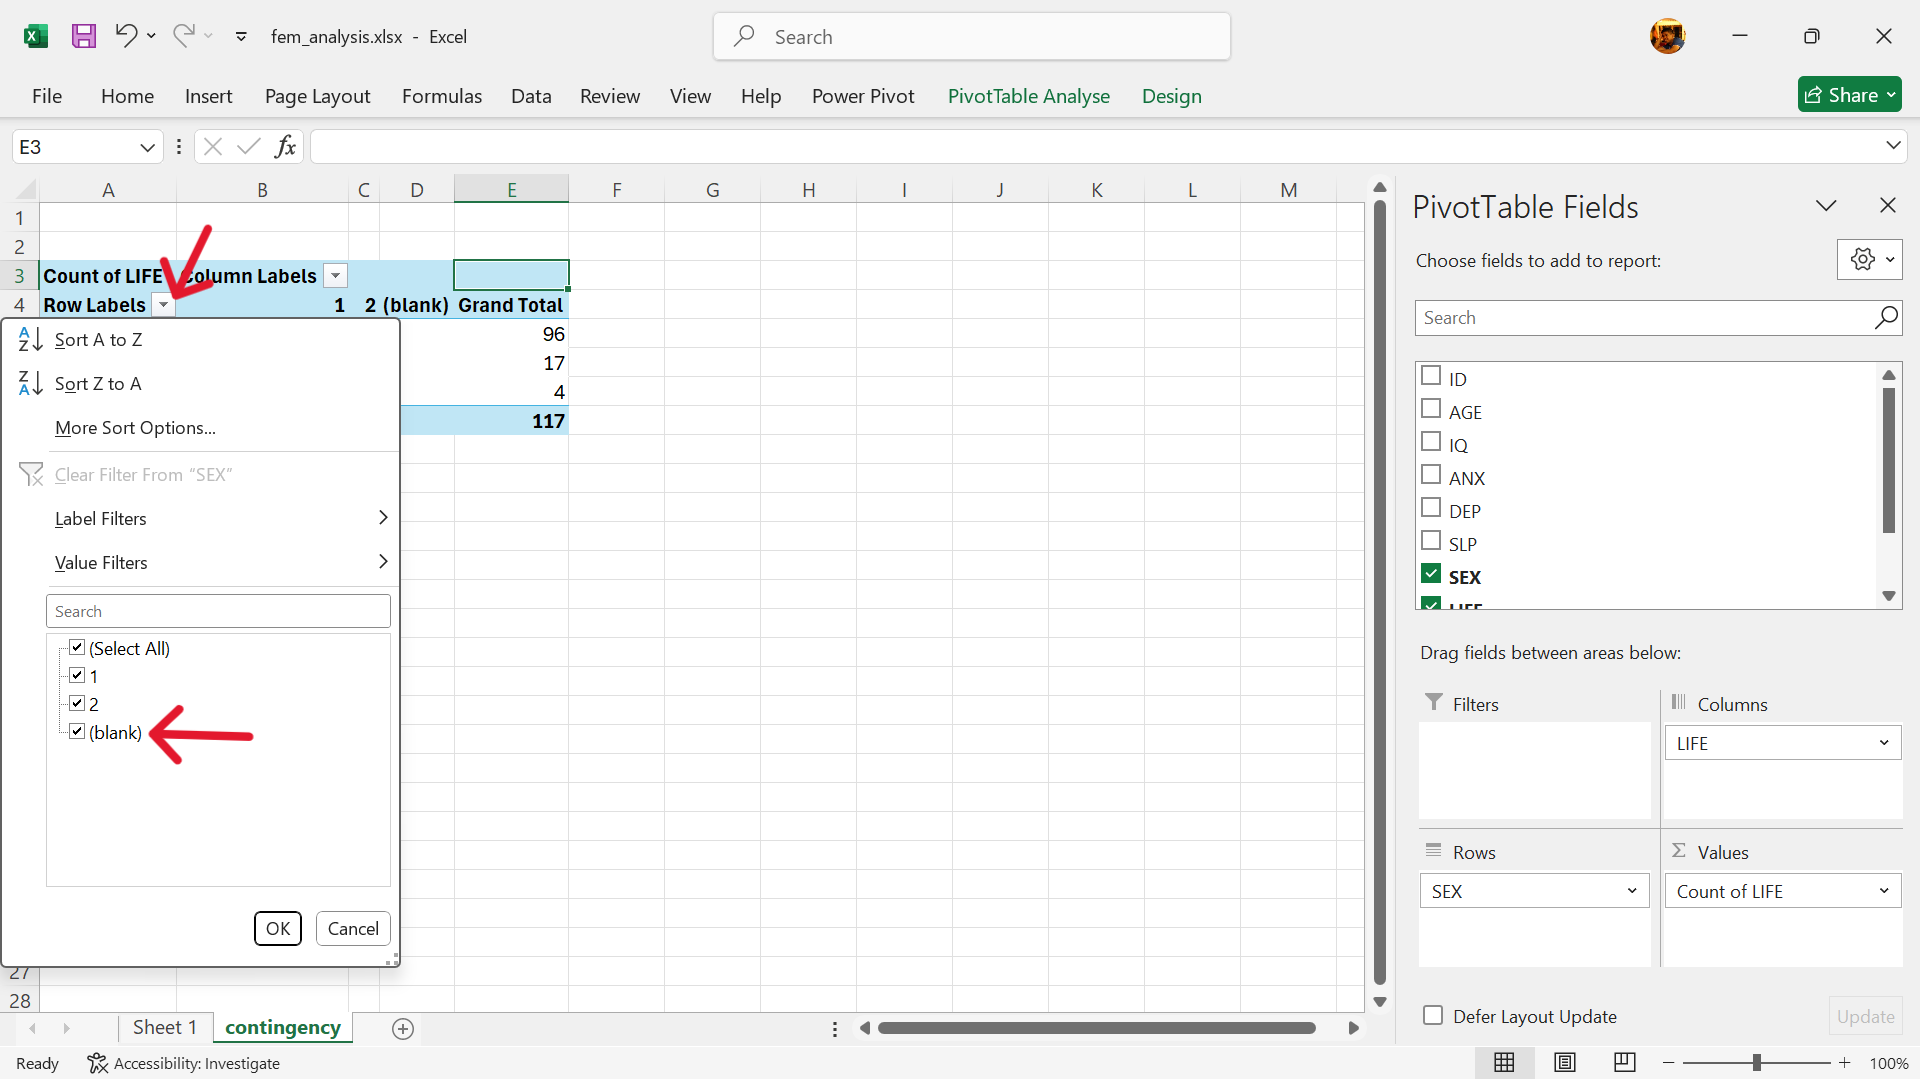 fem_analysis.xlsx - Excel
Search
File Home Insert Page Layout Formulas Data Review View Help Power Pivot PivotTable Analyse Design Share
E3 fx
A B C D E F G H I J K L M
1
2
3 Count of LIFE Column Labels
4 Row Labels 1 2 (blank) Grand Total
96
17
4
117
Sort A to Z
Sort Z to A
More Sort Options...
Clear Filter From “SEX”
Label Filters
Value Filters
Search
(Select All)
1
2
(blank)
OK Cancel
27
28
Sheet 1 contingency
Ready Accessibility: Investigate
100%
PivotTable Fields
Choose fields to add to report:
Search
ID
AGE
IQ
ANX
DEP
SLP
SEX
LIFE
Drag fields between areas below:
Filters
Columns
LIFE
Rows
SEX
Values
Count of LIFE
Defer Layout Update Update